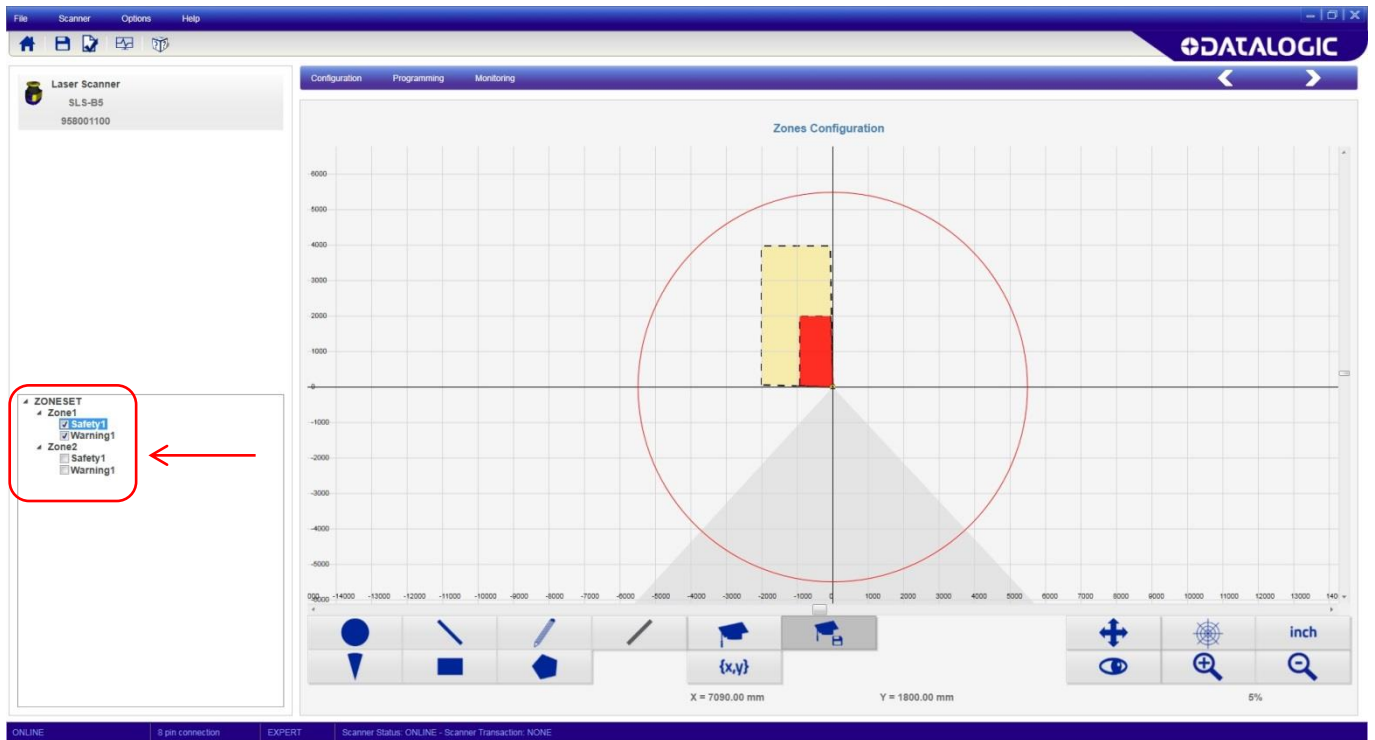 File Scanner Options Help
DATALOGIC
Laser Scanner
SLS-B5
958001100
Configuration Programming Monitoring
Zones Configuration
6000
5000
4000
3000
2000
1000
0
-1000
-2000
-3000
-4000
-5000
-6000
-14000 -13000 -12000 -11000 -10000 -9000 -8000 -7000 -6000 -5000 -4000 -3000 -2000 -1000 0 1000 2000 3000 4000 5000 6000 7000 8000 9000 10000 11000 12000 13000 140
ZONESET
Zone1
Safety1
Warning1
Zone2
Safety1
Warning1
inch
{x,y}
X = 7090.00 mm Y = 1800.00 mm 5%
ONLINE 8 pin connection EXPERT Scanner Status: ONLINE - Scanner Transaction: NONE